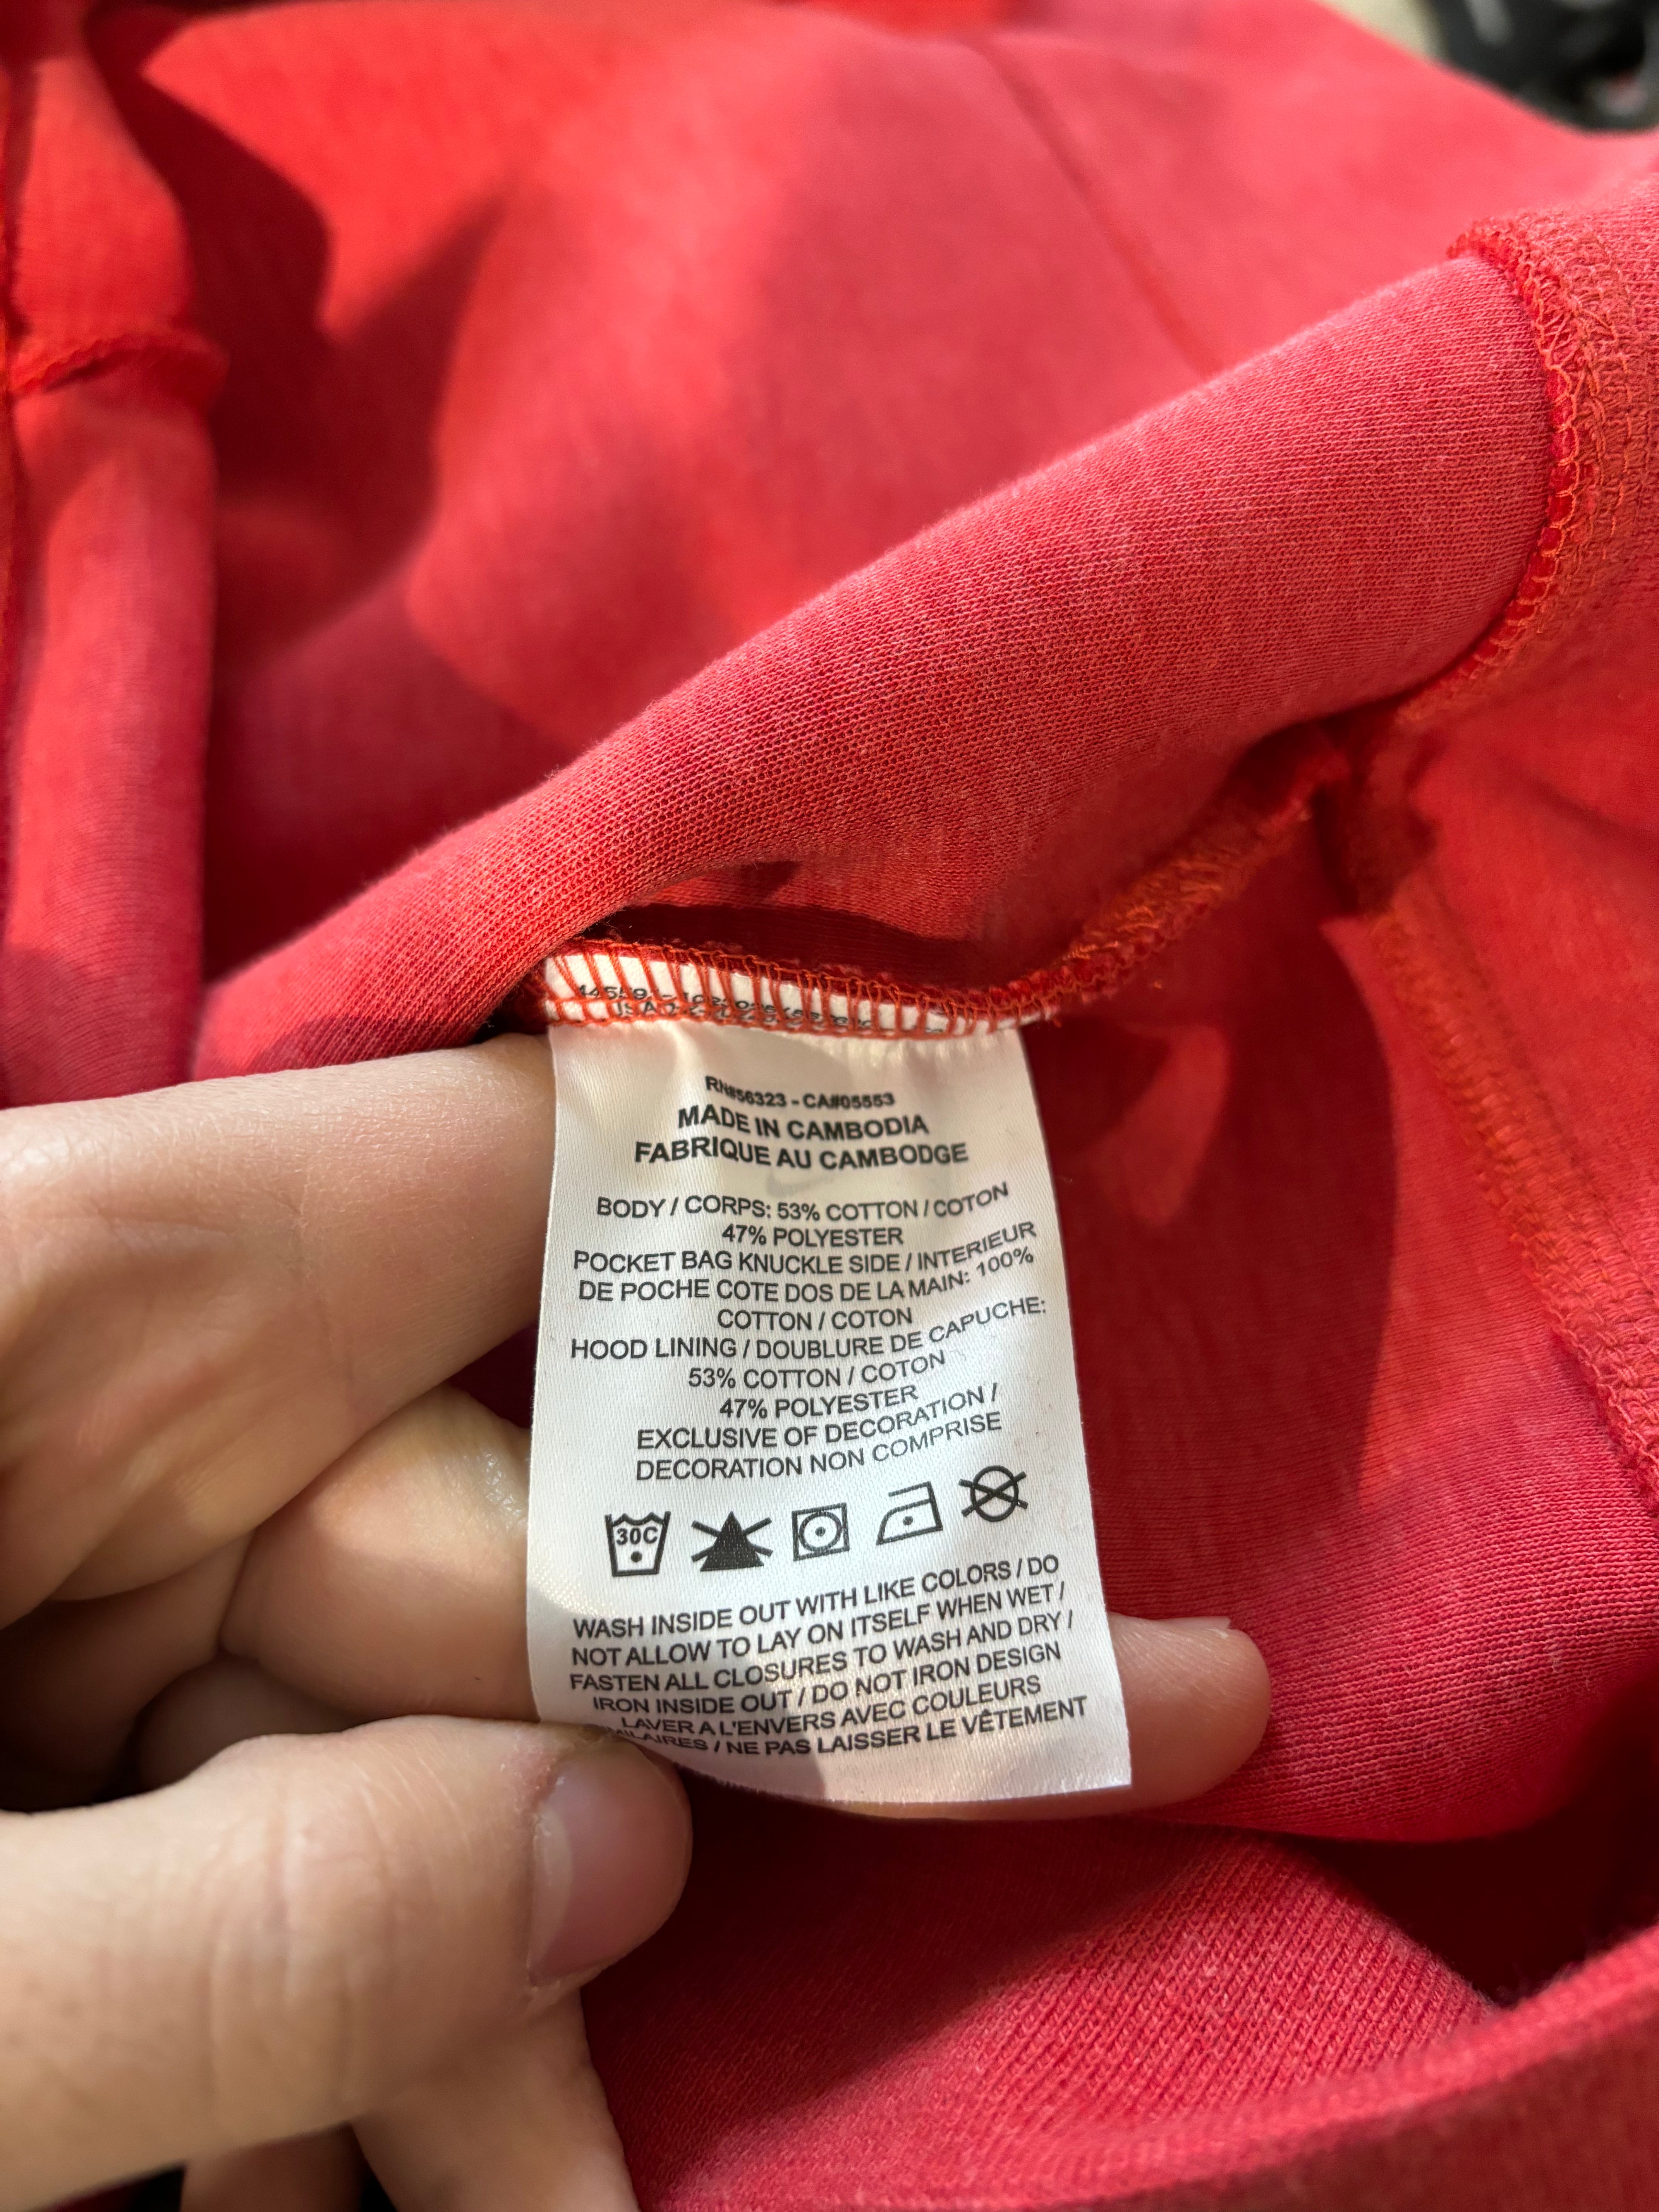 RN#56323 - CA#05553
MADE IN CAMBODIA
FABRIQUE AU CAMBODGE
BODY / CORPS: 53% COTTON / COTON
47% POLYESTER
POCKET BAG KNUCKLE SIDE / INTERIEUR
DE POCHE COTE DOS DE LA MAIN: 100%
COTTON / COTON
HOOD LINING / DOUBLURE DE CAPUCHE:
53% COTTON / COTON
47% POLYESTER
EXCLUSIVE OF DECORATION /
DECORATION NON COMPRISE
30C
WASH INSIDE OUT WITH LIKE COLORS / DO
NOT ALLOW TO LAY ON ITSELF WHEN WET /
FASTEN ALL CLOSURES TO WASH AND DRY /
IRON INSIDE OUT / DO NOT IRON DESIGN
LAVER A L'ENVERS AVEC COULEURS
/ NE PAS LAISSER LE VÊTEMENT